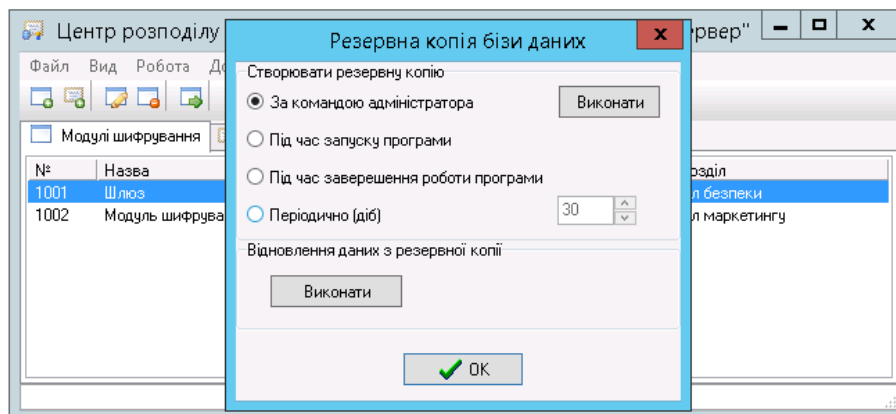 Центр розподілу
рвер"
Резервна копія бізи даних
Файл Вид Робота
Створювати резервну копію
За командою адміністратора
Виконати
Під час запуску програми
Під час заверешення роботи програми
Періодично (діб)
30
Відновлення даних з резервної копії
Виконати
OK
Модулі шифрування
№ Назва
озділ
1001 Шлюз
л безпеки
1002 Модуль шифрува
л маркетингу